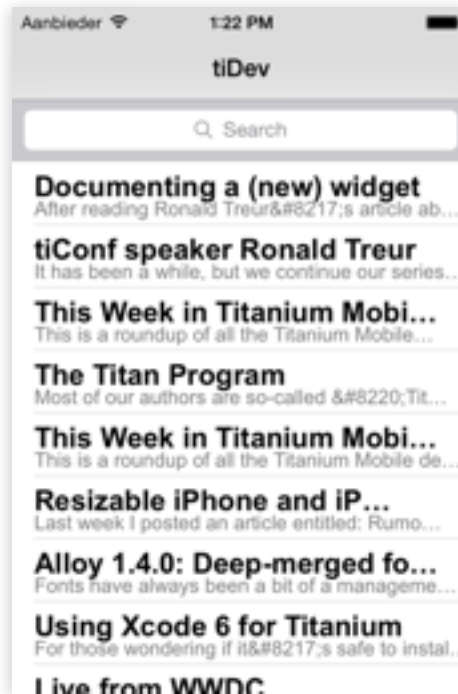 Aanbieder 1:22 PM
tiDev
Search
Documenting a (new) widget
After reading Ronald Treur&#8217;s article ab...
tiConf speaker Ronald Treur
It has been a while, but we continue our series...
This Week in Titanium Mobi...
This is a roundup of all the Titanium Mobile...
The Titan Program
Most of our authors are so-called &#8220;Tit...
This Week in Titanium Mobi...
This is a roundup of all the Titanium Mobile de...
Resizable iPhone and iP...
Last week I posted an article entitled: Rumo...
Alloy 1.4.0: Deep-merged fo...
Fonts have always been a bit of a manageme...
Using Xcode 6 for Titanium
For those wondering if it&#8217;s safe to instal..
Live from WWDC